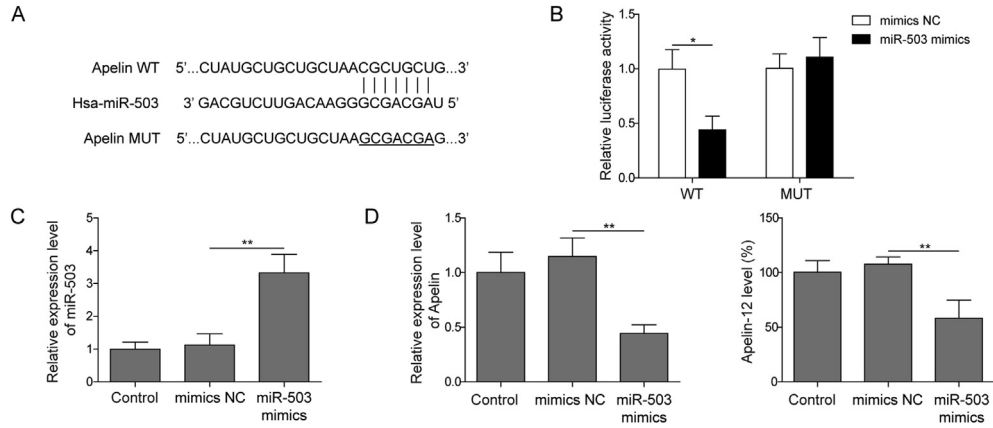 A
Apelin WT 5'...CUAUGCUGCUGCUAACGCUGCUG...3'
Hsa-miR-503 3' GACGUCUUGACAAGGGCGACGAU 5'
Apelin MUT 5'...CUAUGCUGCUGCUAAGCGACGAG...3'
B
Relative luciferase activity
1.5
1.0
0.5
0.0
*
WT
MUT
mimics NC
miR-503 mimics
C
Relative expression level
of miR-503
5
4
3
2
1
0
**
Control
mimics NC
miR-503
mimics
D
Relative expression level
of Apelin
1.5
1.0
0.5
0.0
**
Control
mimics NC
miR-503
mimics
Apelin-12 level (%)
150
100
50
0
**
Control
mimics NC
miR-503
mimics